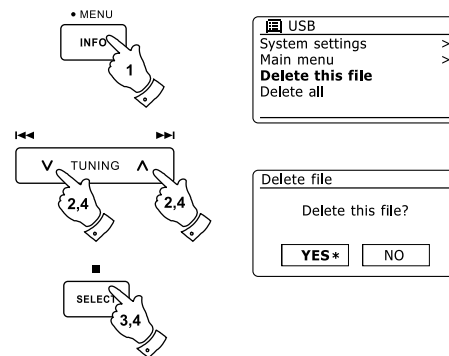 • MENU
INFO
1
TUNING
2,4
2,4
SELECT
3,4
USB
System settings >
Main menu >
Delete this file
Delete all
Delete file
Delete this file?
YES* NO